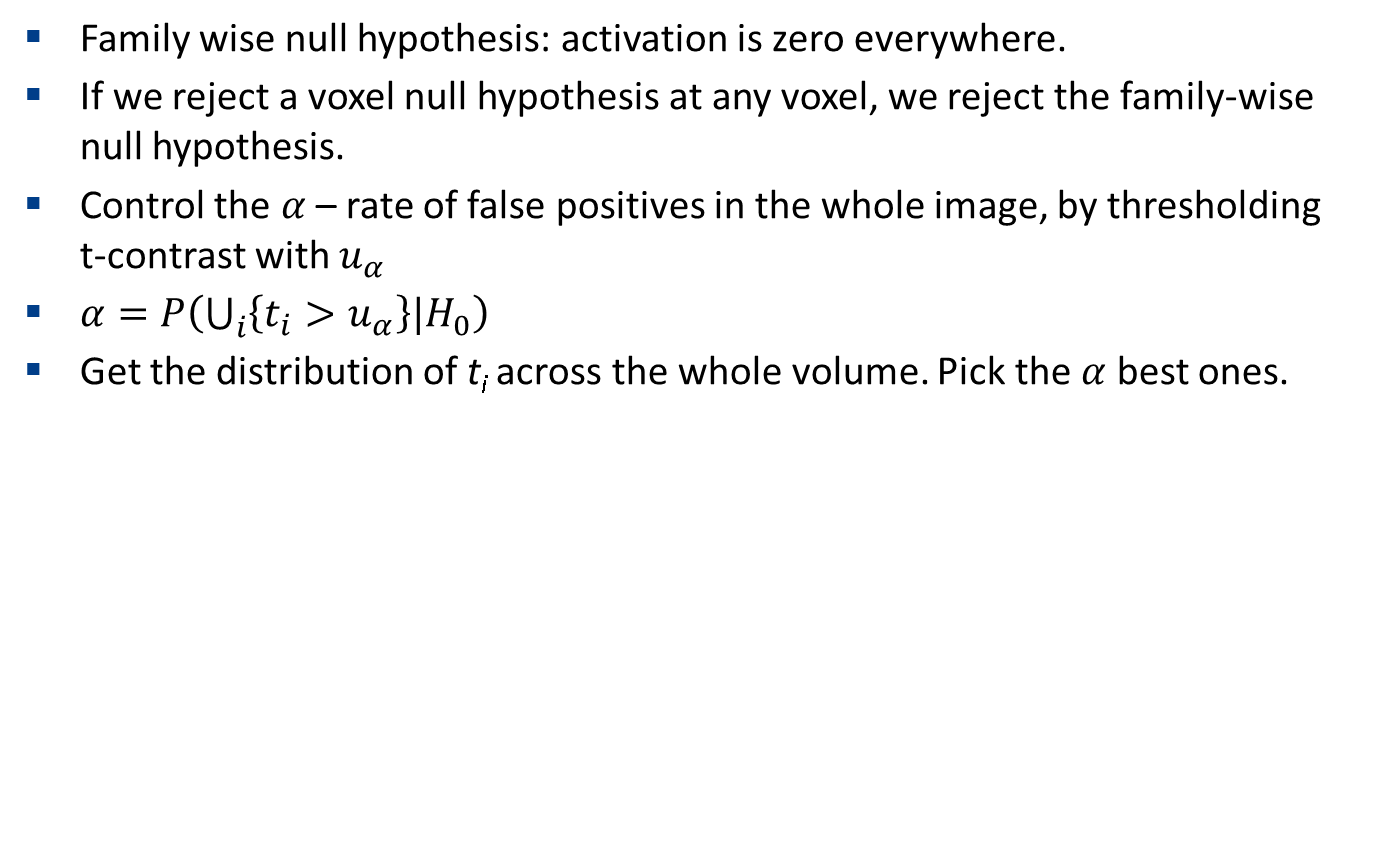 ▪ Family wise null hypothesis: activation is zero everywhere.
▪ If we reject a voxel null hypothesis at any voxel, we reject the family-wise
null hypothesis.
▪ Control the 𝛼 – rate of false positives in the whole image, by thresholding
t-contrast with 𝑢_𝛼
▪ 𝛼 = 𝑃(⋃_𝑖{𝑡_𝑖 > 𝑢_𝛼}|𝐻_0)
▪ Get the distribution of t_i across the whole volume. Pick the 𝛼 best ones.